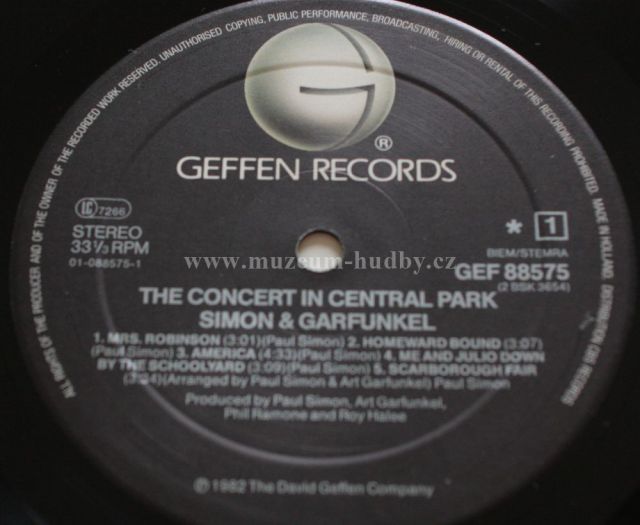 ALL RIGHTS OF THE PRODUCER AND OF THE OWNER OF THE RECORDED WORK RESERVED. UNAUTHORISED COPYING, PUBLIC PERFORMANCE, BROADCASTING, HIRING OR RENTAL OF THIS RECORDING PROHIBITED. MADE IN HOLLAND. DISTRIBUTION CBS RECORDS
G
®
GEFFEN RECORDS
LC 7266
STEREO
33⅓ RPM
01-088575-1
* 1
BIEM/STEMRA
GEF 88575
(2 BSK 3654)
www.muzeum-hudby.cz
THE CONCERT IN CENTRAL PARK
SIMON & GARFUNKEL
1. MRS. ROBINSON (3:01)(Paul Simon) 2. HOMEWARD BOUND (3:07)
(Paul Simon) 3. AMERICA (4:33)(Paul Simon) 4. ME AND JULIO DOWN
BY THE SCHOOLYARD (3:09)(Paul Simon) 5. SCARBOROUGH FAIR
(Arranged by Paul Simon & Art Garfunkel) Paul Simon
Produced by Paul Simon, Art Garfunkel,
Phil Ramone and Roy Halee
℗ 1982 The David Geffen Company